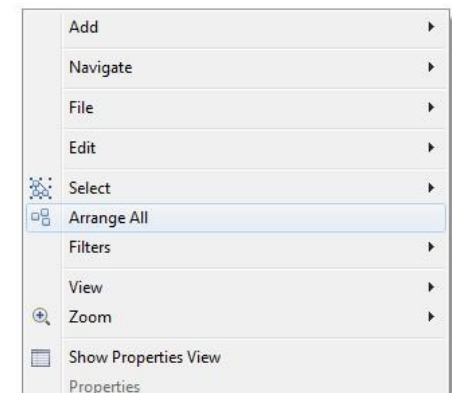 Add
Navigate
File
Edit
Select
Arrange All
Filters
View
Zoom
Show Properties View
Properties